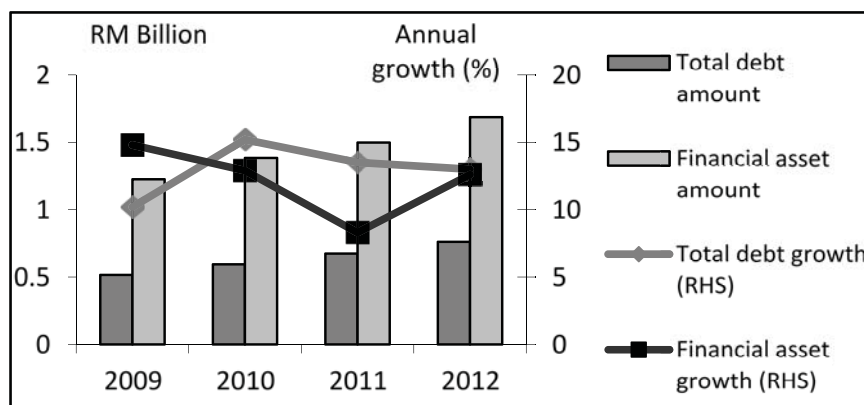 RM Billion
Annual
growth (%)
2
1.5
1
0.5
0
20
15
10
5
0
2009 2010 2011 2012
Total debt
amount
Financial asset
amount
Total debt growth
(RHS)
Financial asset
growth (RHS)